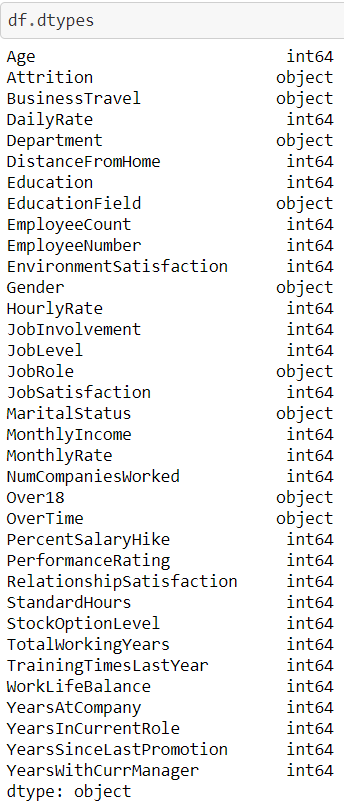 df.dtypes
Age int64
Attrition object
BusinessTravel object
DailyRate int64
Department object
DistanceFromHome int64
Education int64
EducationField object
EmployeeCount int64
EmployeeNumber int64
EnvironmentSatisfaction int64
Gender object
HourlyRate int64
JobInvolvement int64
JobLevel int64
JobRole object
JobSatisfaction int64
MaritalStatus object
MonthlyIncome int64
MonthlyRate int64
NumCompaniesWorked int64
Over18 object
OverTime object
PercentSalaryHike int64
PerformanceRating int64
RelationshipSatisfaction int64
StandardHours int64
StockOptionLevel int64
TotalWorkingYears int64
TrainingTimesLastYear int64
WorkLifeBalance int64
YearsAtCompany int64
YearsInCurrentRole int64
YearsSinceLastPromotion int64
YearsWithCurrManager int64
dtype: object